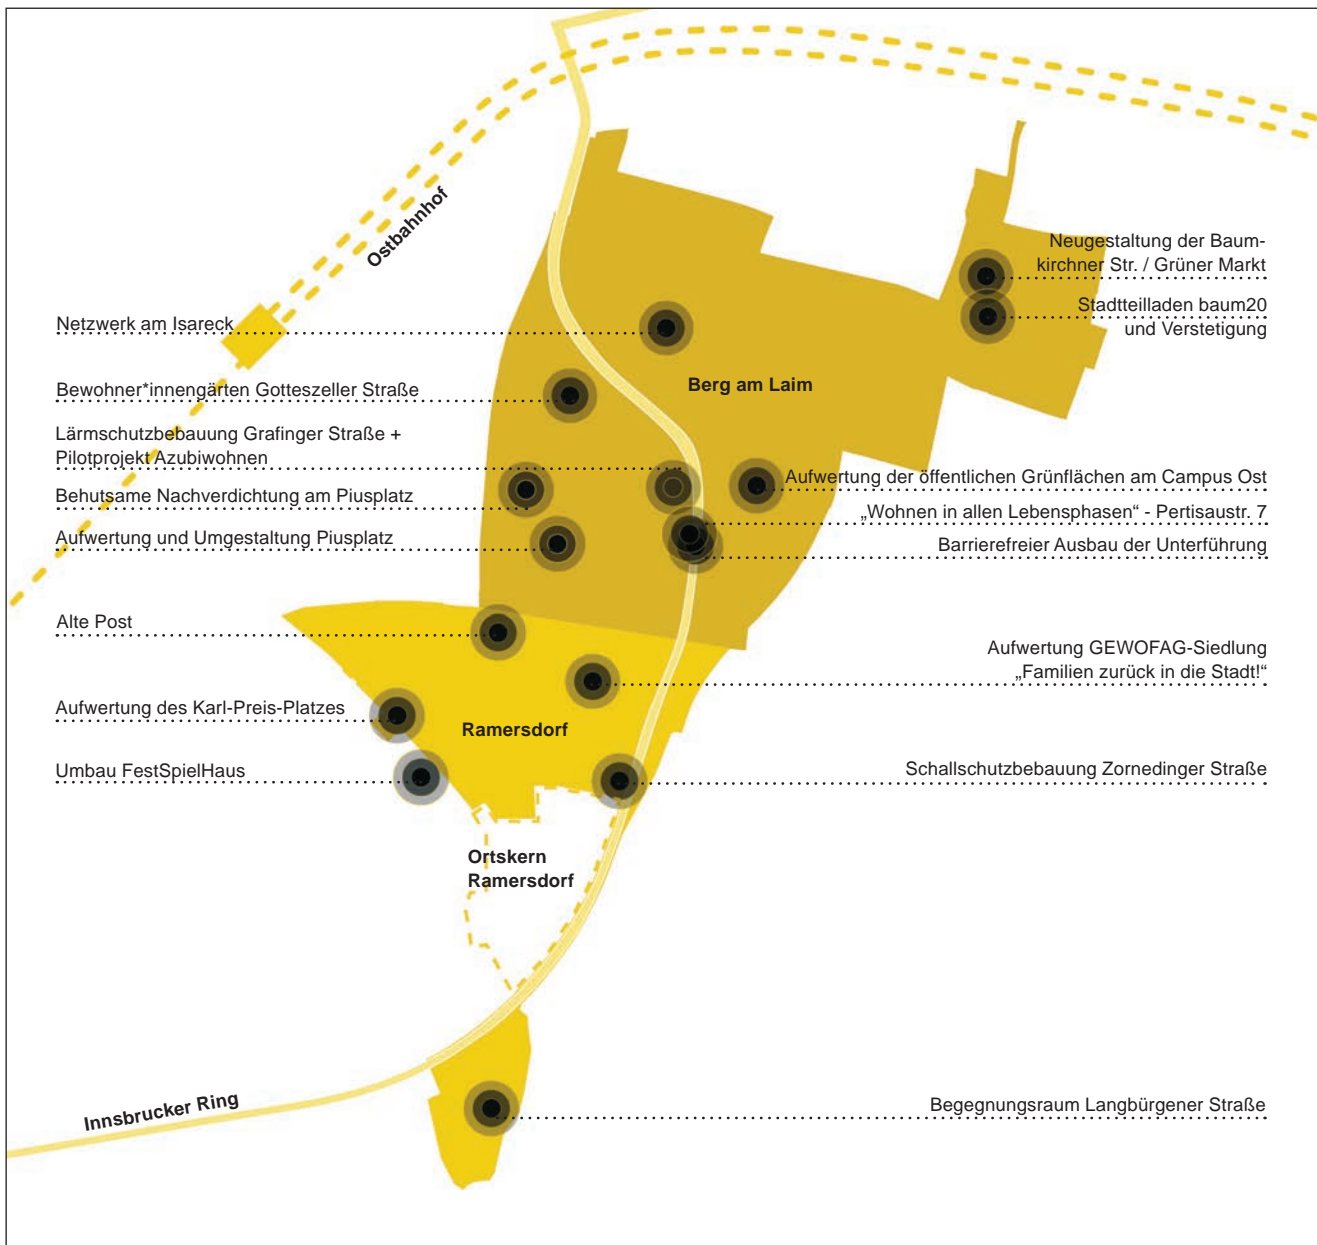 Ostbahnhof
Netzwerk am Isareck
Bewohner*innengärten Gotteszeller Straße
Lärmschutzbebauung Grafinger Straße +
Pilotprojekt Azubiwohnen
Behutsame Nachverdichtung am Piusplatz
Aufwertung und Umgestaltung Piusplatz
Alte Post
Aufwertung des Karl-Preis-Platzes
Umbau FestSpielHaus
Berg am Laim
Ramersdorf
Ortskern
Ramersdorf
Innsbrucker Ring
Neugestaltung der Baum-
kirchner Str. / Grüner Markt
Stadtteilladen baum20
und Verstetigung
Aufwertung der öffentlichen Grünflächen am Campus Ost
„Wohnen in allen Lebensphasen“ - Pertisaustr. 7
Barrierefreier Ausbau der Unterführung
Aufwertung GEWOFAG-Siedlung
„Familien zurück in die Stadt!“
Schallschutzbebauung Zornedinger Straße
Begegnungsraum Langbürgener Straße